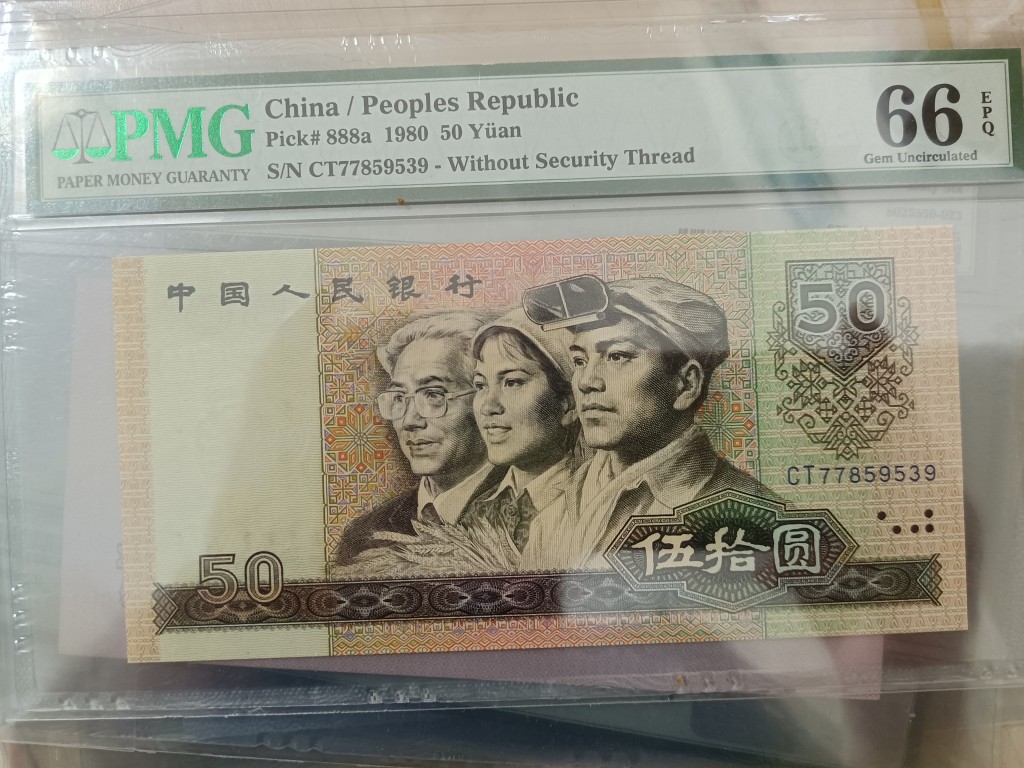 PMG
PAPER MONEY GUARANTY
China / Peoples Republic
Pick# 888a 1980 50 Yüan
S/N CT77859539 - Without Security Thread
66
EPQ
Gem Uncirculated
中国人民银行
50
CT77859539
50
伍拾圆